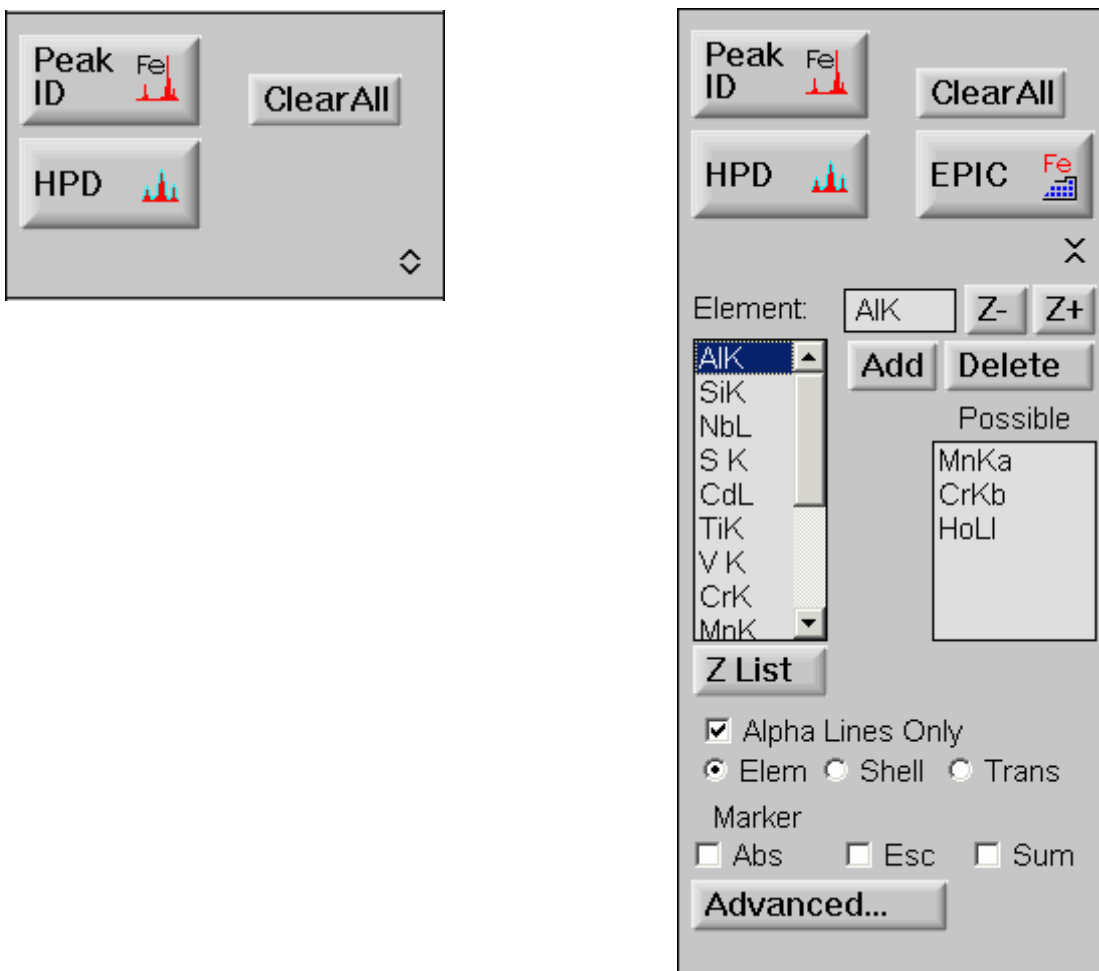 Peak ID Fe
ClearAll
HPD
Peak ID Fe
ClearAll
HPD
EPIC Fe
Element: AlK Z- Z+
AlK
SiK
NbL
S K
CdL
TiK
V K
CrK
MnK
Add Delete
Possible
MnKa
CrKb
HoLl
Z List
Alpha Lines Only
Elem Shell Trans
Marker
Abs Esc Sum
Advanced...